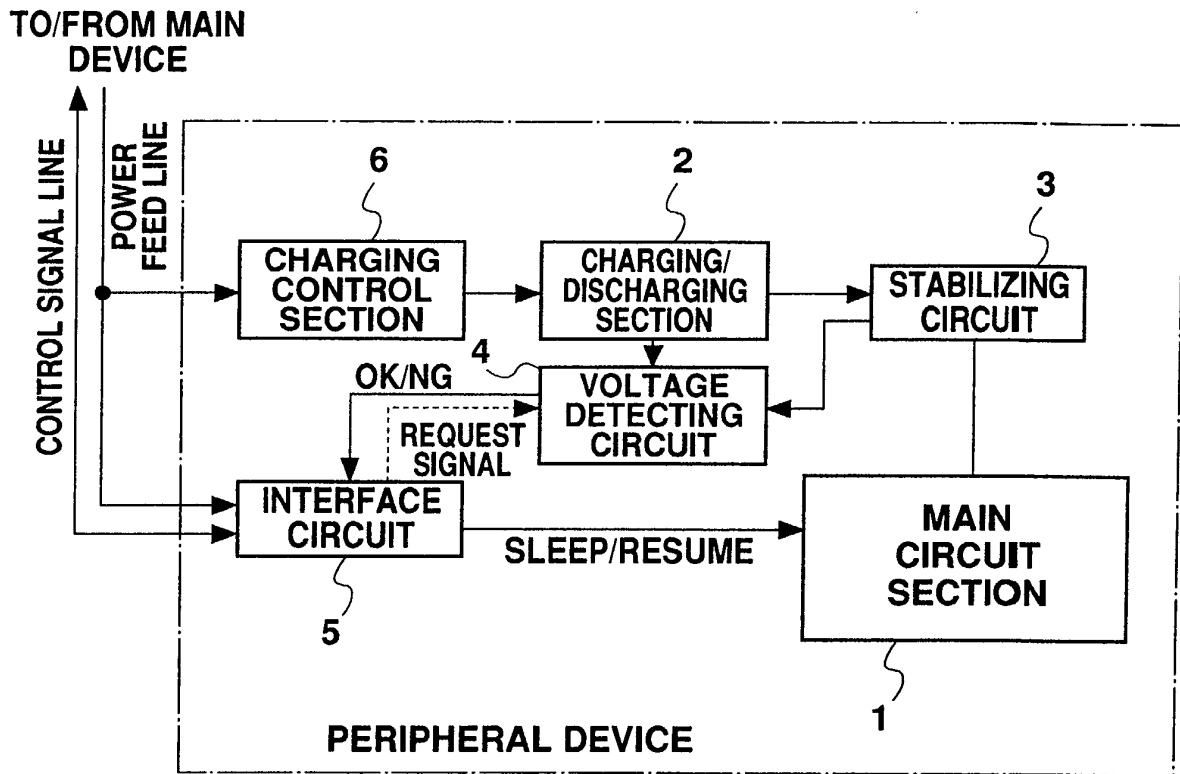 TO/FROM MAIN
DEVICE
CONTROL SIGNAL LINE
POWER
FEED LINE
6
CHARGING
CONTROL
SECTION
2
CHARGING/
DISCHARGING
SECTION
3
STABILIZING
CIRCUIT
4
VOLTAGE
DETECTING
CIRCUIT
OK/NG
REQUEST
SIGNAL
INTERFACE
CIRCUIT
5
SLEEP/RESUME
MAIN
CIRCUIT
SECTION
1
PERIPHERAL DEVICE